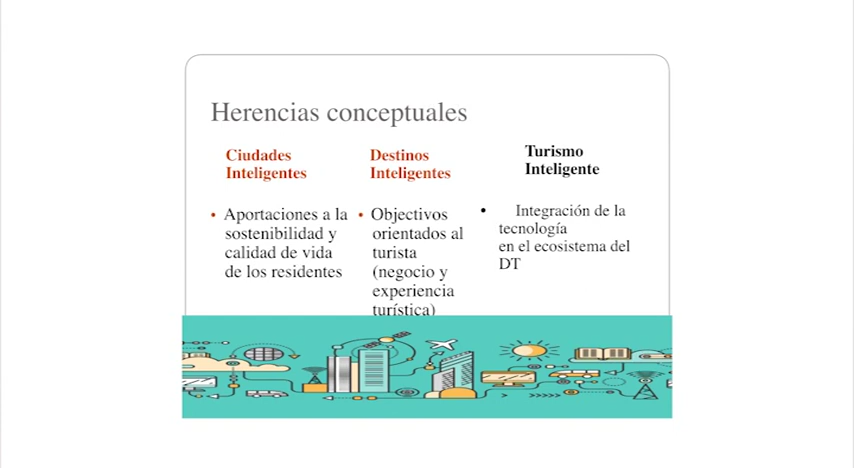 Herencias conceptuales
Ciudades
Inteligentes
• Aportaciones a la
sostenibilidad y
calidad de vida
de los residentes
Destinos
Inteligentes
• Objectivos
orientados al
turista
(negocio y
experiencia
turística)
Turismo
Inteligente
• Integración de la
tecnología
en el ecosistema del
DT